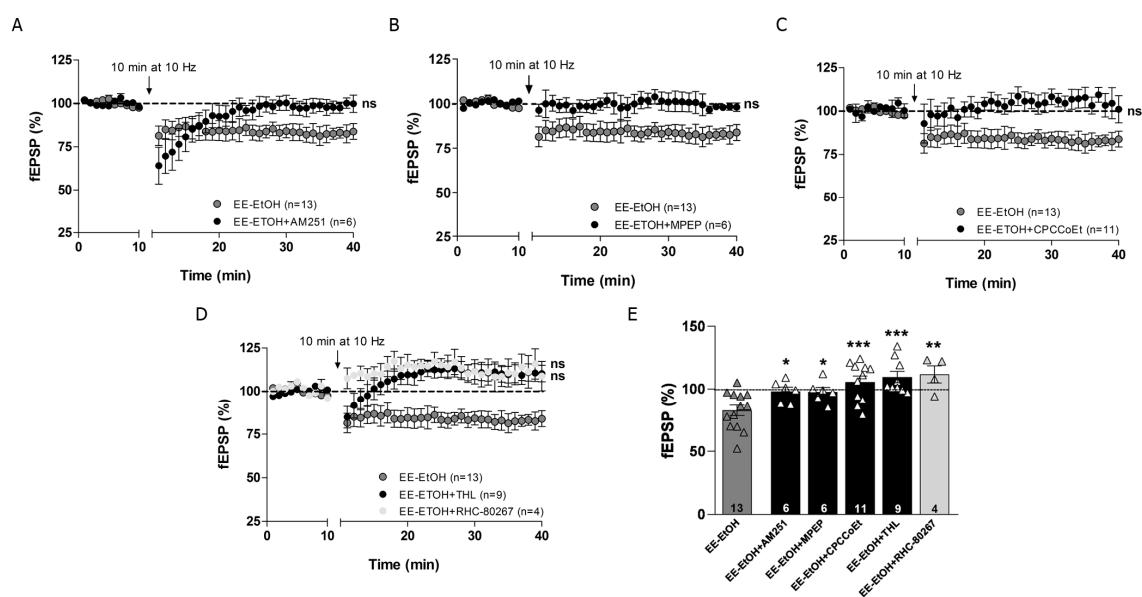 A
125
100
75
50
25
fEPSP (%)
10 min at 10 Hz
ns
EE-EtOH (n=13)
EE-ETOH+AM251 (n=6)
0
10
20
30
40
Time (min)
B
125
100
75
50
25
fEPSP (%)
10 min at 10 Hz
ns
EE-EtOH (n=13)
EE-ETOH+MPEP (n=6)
0
10
20
30
40
Time (min)
C
125
100
75
50
25
fEPSP (%)
10 min at 10 Hz
ns
EE-EtOH (n=13)
EE-ETOH+CPCCoEt (n=11)
0
10
20
30
40
Time (min)
D
125
100
75
50
25
fEPSP (%)
10 min at 10 Hz
ns
ns
EE-EtOH (n=13)
EE-ETOH+THL (n=9)
EE-ETOH+RHC-80267 (n=4)
0
10
20
30
40
Time (min)
E
150
100
50
0
fEPSP (%)
*
*
***
***
**
13
6
6
11
9
4
EE-EtOH
EE-EtOH+AM251
EE-EtOH+MPEP
EE-EtOH+CPCCoEt
EE-EtOH+THL
EE-EtOH+RHC-80267